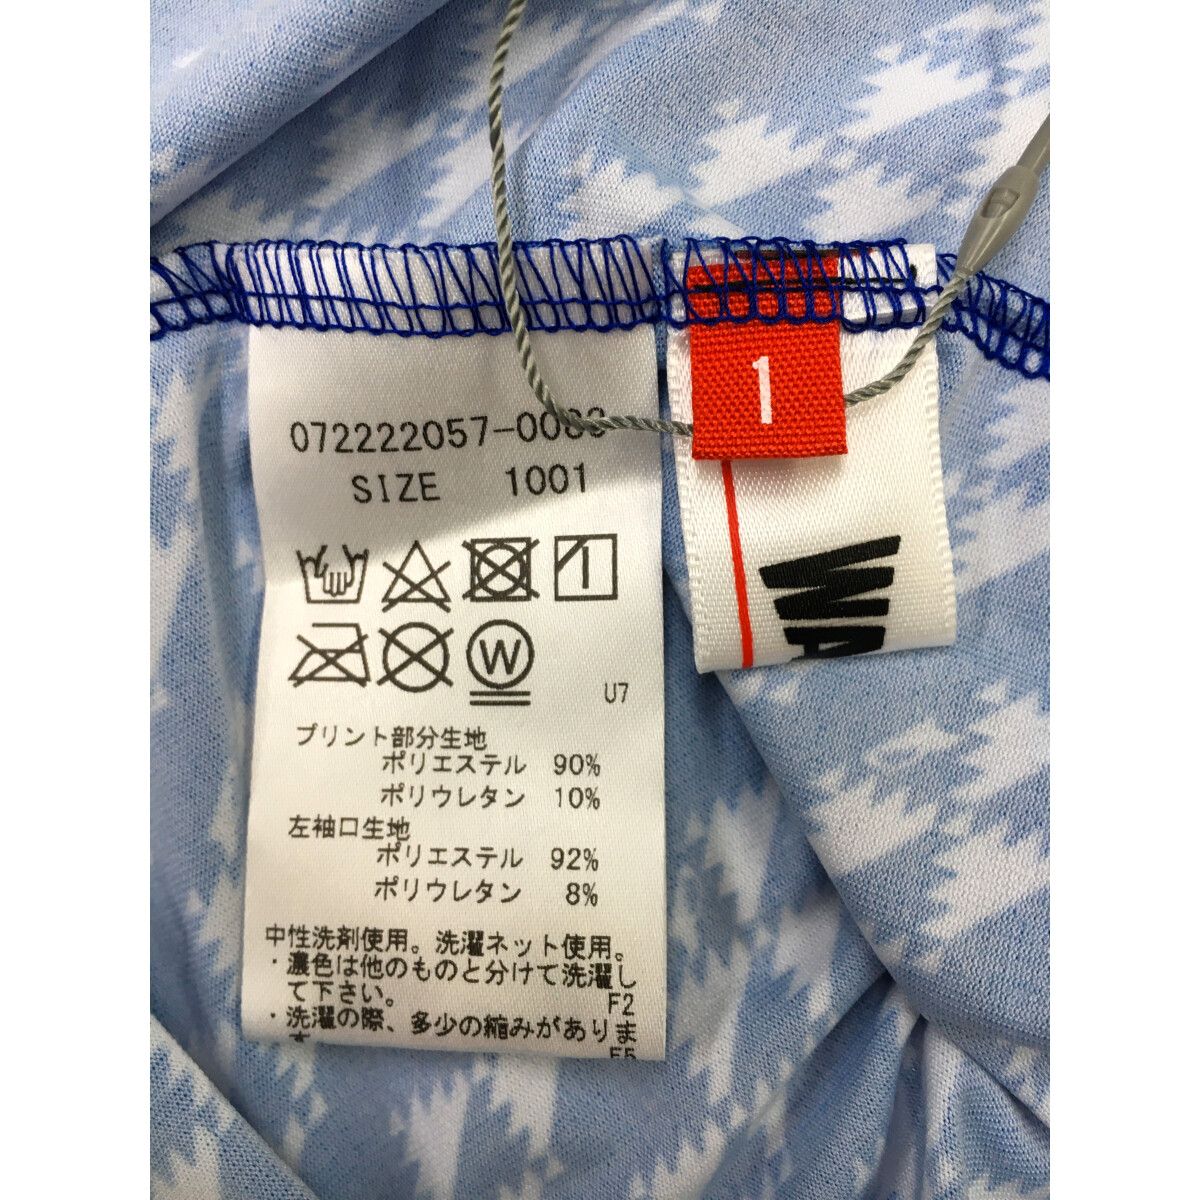 072222057-0083
SIZE 1001
W
U7
プリント部分生地
ポリエステル 90%
ポリウレタン 10%
左袖口生地
ポリエステル 92%
ポリウレタン 8%
中性洗剤使用。洗濯ネット使用。
・濃色は他のものと分けて洗濯し
て下さい。
F2
・洗濯の際、多少の縮みがありま
す
F5
1
WA